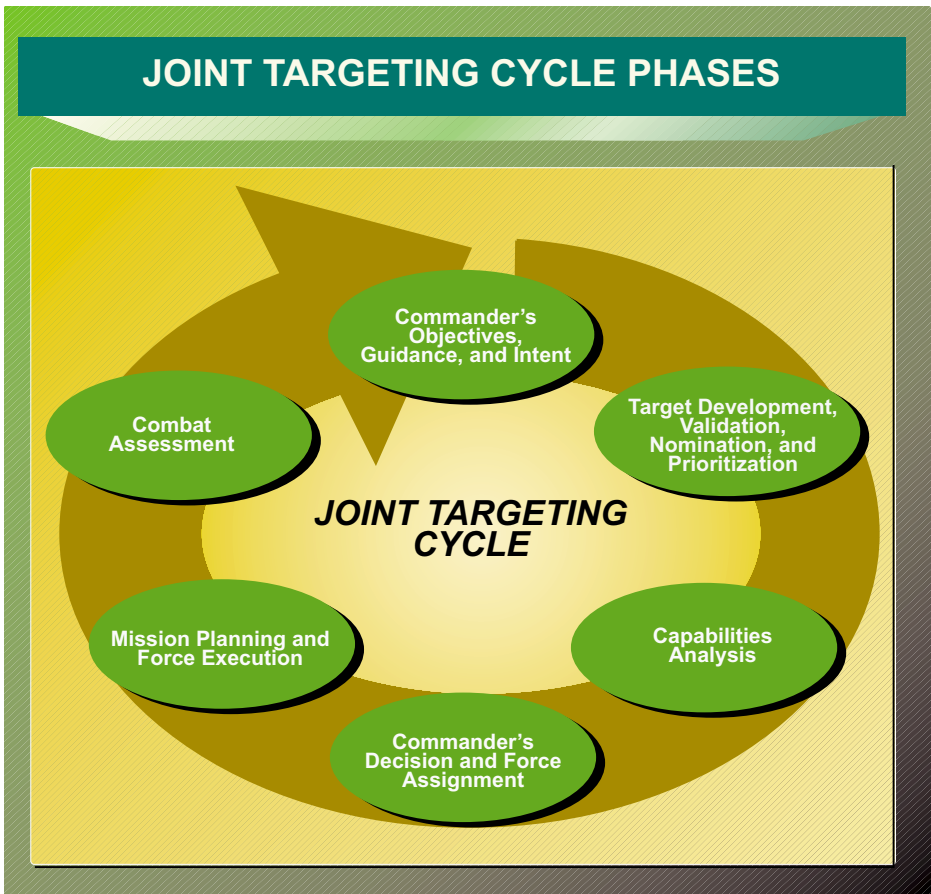 JOINT TARGETING CYCLE PHASES
Commander’s
Objectives,
Guidance, and Intent
Target Development,
Validation,
Nomination, and
Prioritization
Capabilities
Analysis
Commander’s
Decision and Force
Assignment
Mission Planning and
Force Execution
Combat
Assessment
JOINT TARGETING
CYCLE